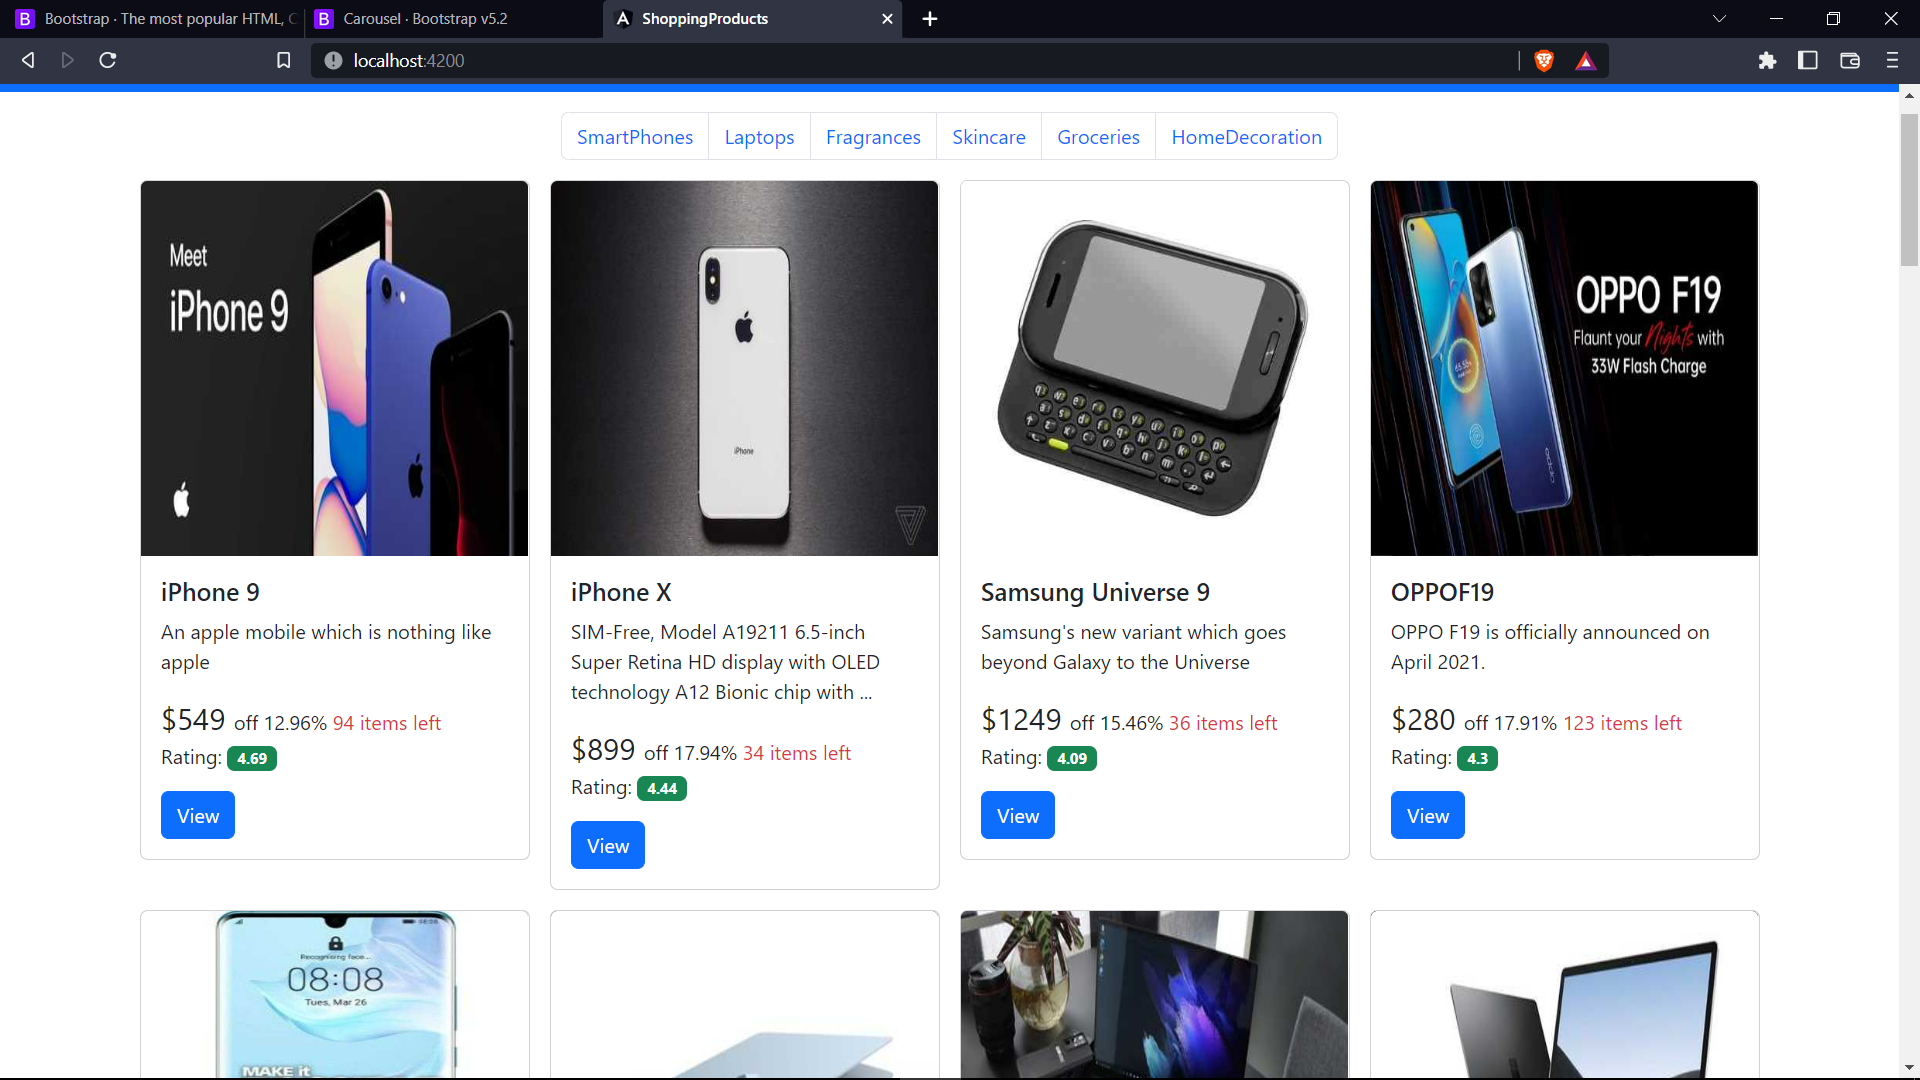 Bootstrap · The most popular HTML, C
Carousel · Bootstrap v5.2
ShoppingProducts
localhost:4200
SmartPhones
Laptops
Fragrances
Skincare
Groceries
HomeDecoration
Meet
iPhone 9
iPhone
OPPO F19
Flaunt your Nights with
33W Flash Charge
oppo
iPhone 9
An apple mobile which is nothing like
apple
$549 off 12.96% 94 items left
Rating: 4.69
View
iPhone X
SIM-Free, Model A19211 6.5-inch
Super Retina HD display with OLED
technology A12 Bionic chip with ...
$899 off 17.94% 34 items left
Rating: 4.44
View
Samsung Universe 9
Samsung's new variant which goes
beyond Galaxy to the Universe
$1249 off 15.46% 36 items left
Rating: 4.09
View
OPPOF19
OPPO F19 is officially announced on
April 2021.
$280 off 17.91% 123 items left
Rating: 4.3
View
Recognising face...
08:08
Tues, Mar 26
MAKE it